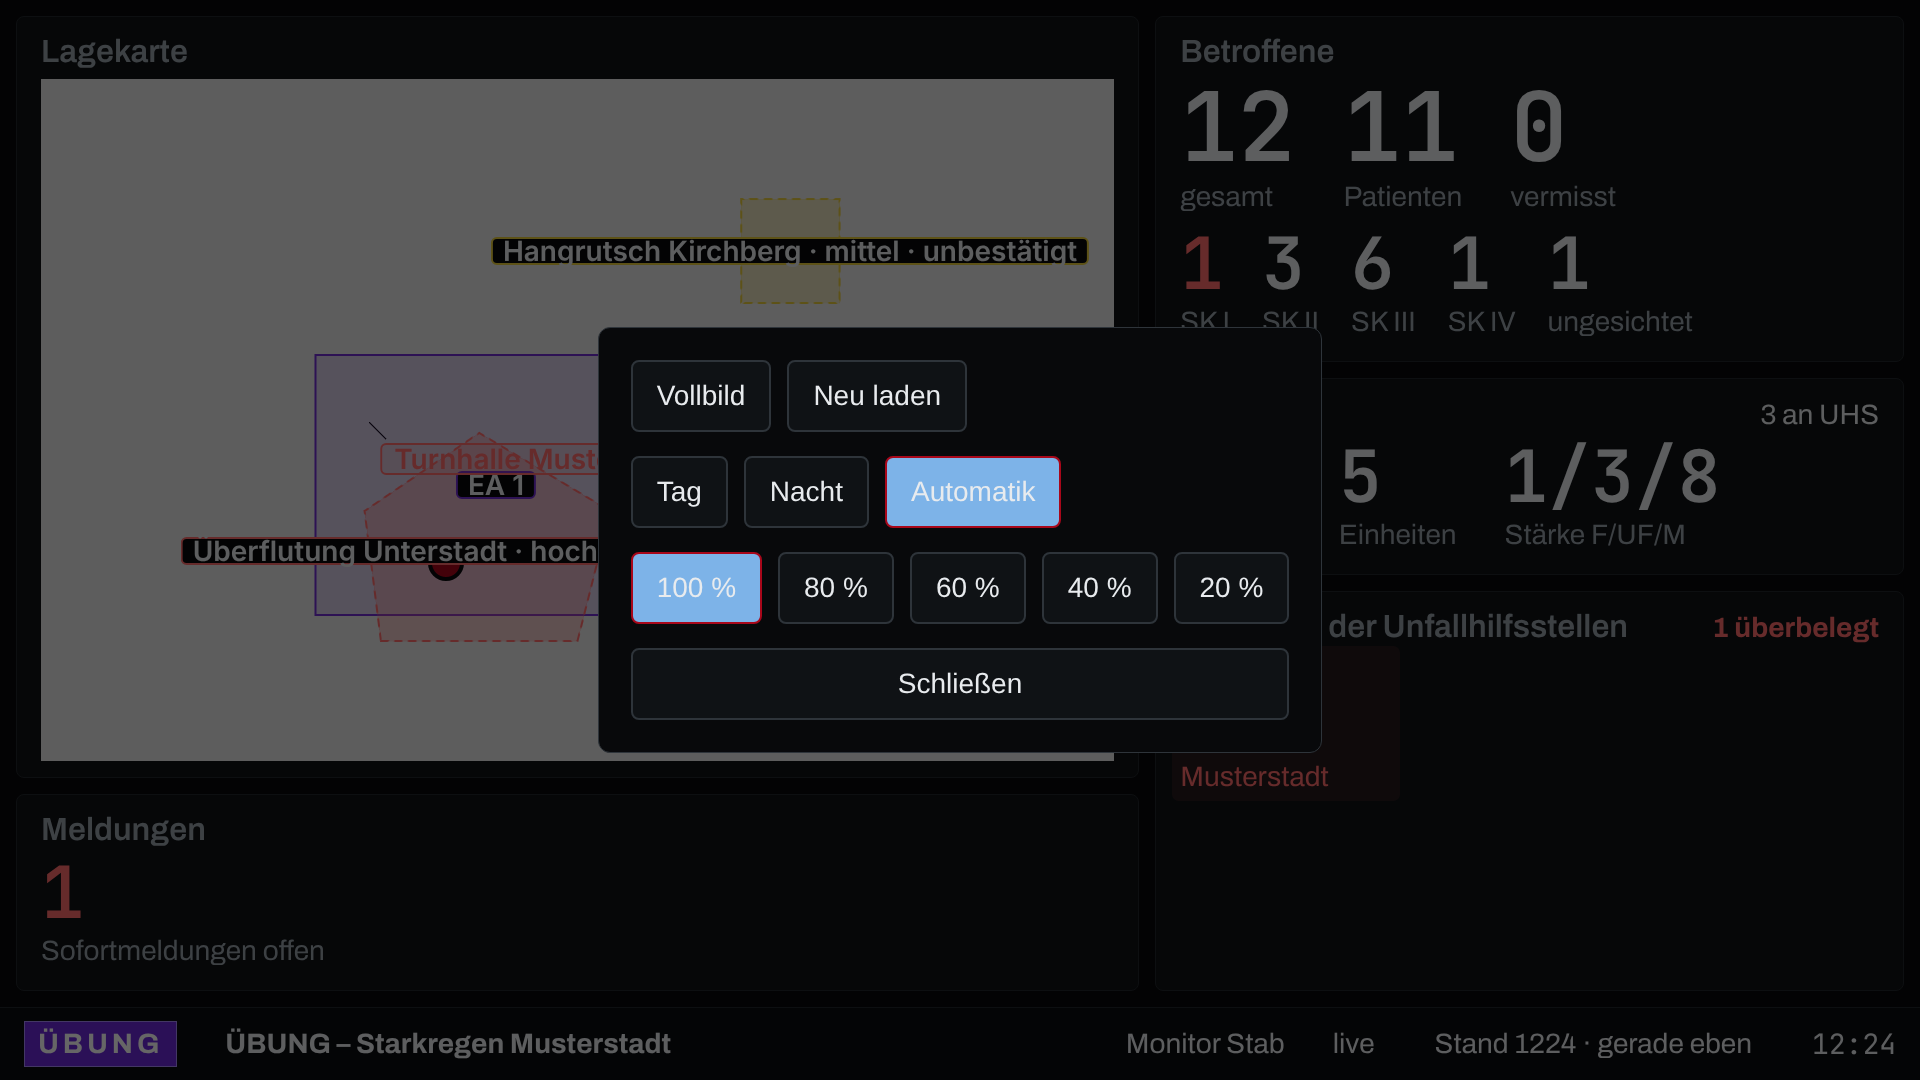 Lagekarte
Hangrutsch Kirchberg · mittel · unbestätigt
Turnhalle
EA 1
Überflutung Unterstadt · hoch
Meldungen
1
Sofortmeldungen offen
Betroffene
12 11 0
gesamt Patienten vermisst
1 3 6 1 1
SK I SK II SK III SK IV ungesichtet
3 an UHS
5 1/3/8
Einheiten Stärke F/UF/M
der Unfallhilfsstellen 1 überbelegt
Musterstadt
Vollbild Neu laden
Tag Nacht Automatik
100 % 80 % 60 % 40 % 20 %
Schließen
ÜBUNG ÜBUNG – Starkregen Musterstadt Monitor Stab live Stand 1224 · gerade eben 12:24